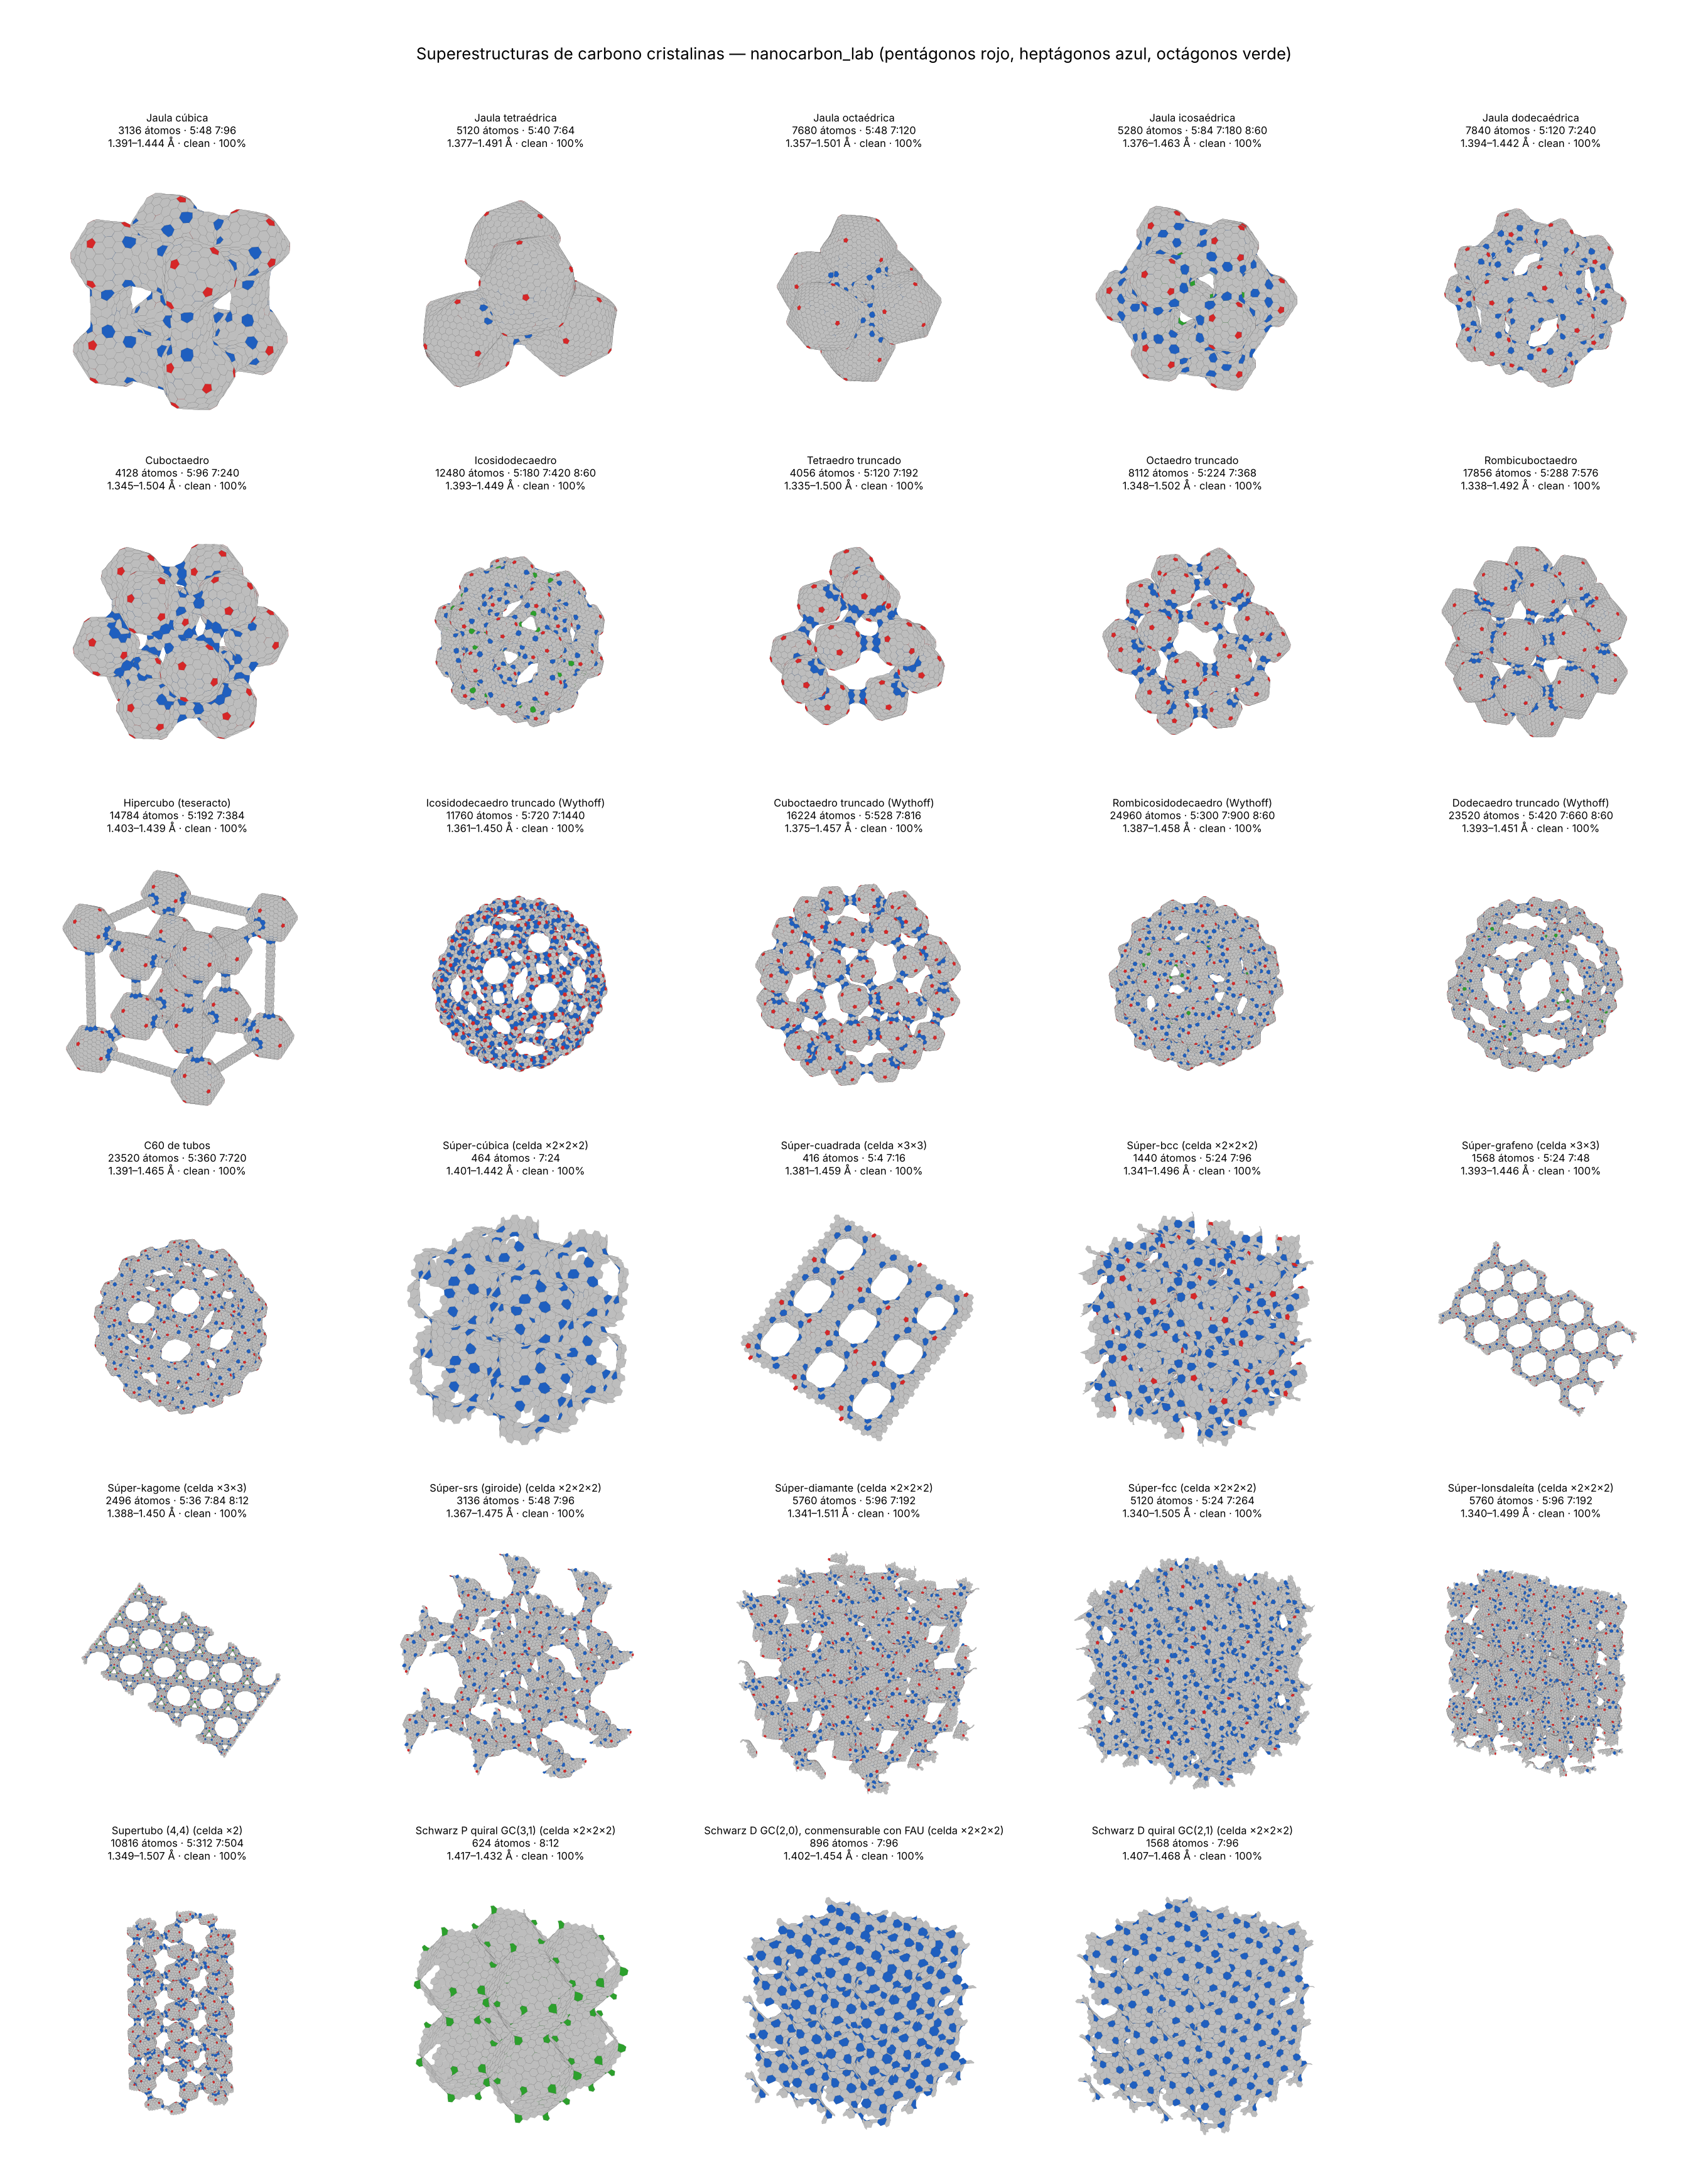 Superestructuras de carbono cristalinas — nanocarbon_lab (pentágonos rojo, heptágonos azul, octágonos verde)
Jaula cúbica
3136 átomos · 5:48 7:96
1.391–1.444 Å · clean · 100%
Jaula tetraédrica
5120 átomos · 5:40 7:64
1.377–1.491 Å · clean · 100%
Jaula octaédrica
7680 átomos · 5:48 7:120
1.357–1.501 Å · clean · 100%
Jaula icosaédrica
5280 átomos · 5:84 7:180 8:60
1.376–1.463 Å · clean · 100%
Jaula dodecaédrica
7840 átomos · 5:120 7:240
1.394–1.442 Å · clean · 100%
Cuboctaedro
4128 átomos · 5:96 7:240
1.345–1.504 Å · clean · 100%
Icosidodecaedro
12480 átomos · 5:180 7:420 8:60
1.393–1.449 Å · clean · 100%
Tetraedro truncado
4056 átomos · 5:120 7:192
1.335–1.500 Å · clean · 100%
Octaedro truncado
8112 átomos · 5:224 7:368
1.348–1.502 Å · clean · 100%
Rombicuboctaedro
17856 átomos · 5:288 7:576
1.338–1.492 Å · clean · 100%
Hipercubo (teseracto)
14784 átomos · 5:192 7:384
1.403–1.439 Å · clean · 100%
Icosidodecaedro truncado (Wythoff)
11760 átomos · 5:720 7:1440
1.361–1.450 Å · clean · 100%
Cuboctaedro truncado (Wythoff)
16224 átomos · 5:528 7:816
1.375–1.457 Å · clean · 100%
Rombicosidodecaedro (Wythoff)
24960 átomos · 5:300 7:900 8:60
1.387–1.458 Å · clean · 100%
Dodecaedro truncado (Wythoff)
23520 átomos · 5:420 7:660 8:60
1.393–1.451 Å · clean · 100%
C60 de tubos
23520 átomos · 5:360 7:720
1.391–1.465 Å · clean · 100%
Súper-cúbica (celda ×2×2×2)
464 átomos · 7:24
1.401–1.442 Å · clean · 100%
Súper-cuadrada (celda ×3×3)
416 átomos · 5:4 7:16
1.381–1.459 Å · clean · 100%
Súper-bcc (celda ×2×2×2)
1440 átomos · 5:24 7:96
1.341–1.496 Å · clean · 100%
Súper-grafeno (celda ×3×3)
1568 átomos · 5:24 7:48
1.393–1.446 Å · clean · 100%
Súper-kagome (celda ×3×3)
2496 átomos · 5:36 7:84 8:12
1.388–1.450 Å · clean · 100%
Súper-srs (giroide) (celda ×2×2×2)
3136 átomos · 5:48 7:96
1.367–1.475 Å · clean · 100%
Súper-diamante (celda ×2×2×2)
5760 átomos · 5:96 7:192
1.341–1.511 Å · clean · 100%
Súper-fcc (celda ×2×2×2)
5120 átomos · 5:24 7:264
1.340–1.505 Å · clean · 100%
Súper-lonsdaleíta (celda ×2×2×2)
5760 átomos · 5:96 7:192
1.340–1.499 Å · clean · 100%
Supertubo (4,4) (celda ×2)
10816 átomos · 5:312 7:504
1.349–1.507 Å · clean · 100%
Schwarz P quiral GC(3,1) (celda ×2×2×2)
624 átomos · 8:12
1.417–1.432 Å · clean · 100%
Schwarz D GC(2,0), conmensurable con FAU (celda ×2×2×2)
896 átomos · 7:96
1.402–1.454 Å · clean · 100%
Schwarz D quiral GC(2,1) (celda ×2×2×2)
1568 átomos · 7:96
1.407–1.468 Å · clean · 100%